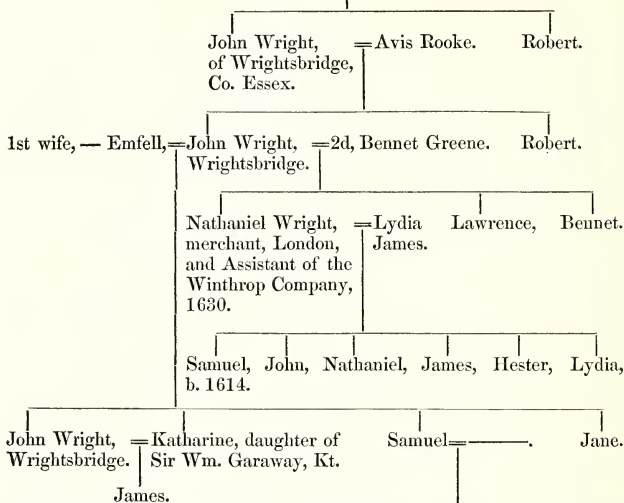 John Wright, = Avis Rooke. Robert.
of Wrightsbridge,
Co. Essex.
1st wife, — Emfell, = John Wright, = 2d, Bennet Greene. Robert.
Wrightsbridge.
Nathaniel Wright, = Lydia Lawrence, Bennet.
merchant, London, James.
and Assistant of the
Winthrop Company,
1630.
Samuel, John, Nathaniel, James, Hester, Lydia,
b. 1614.
John Wright, = Katharine, daughter of Samuel = ———. Jane.
Wrightsbridge. Sir Wm. Garaway, Kt.
James.